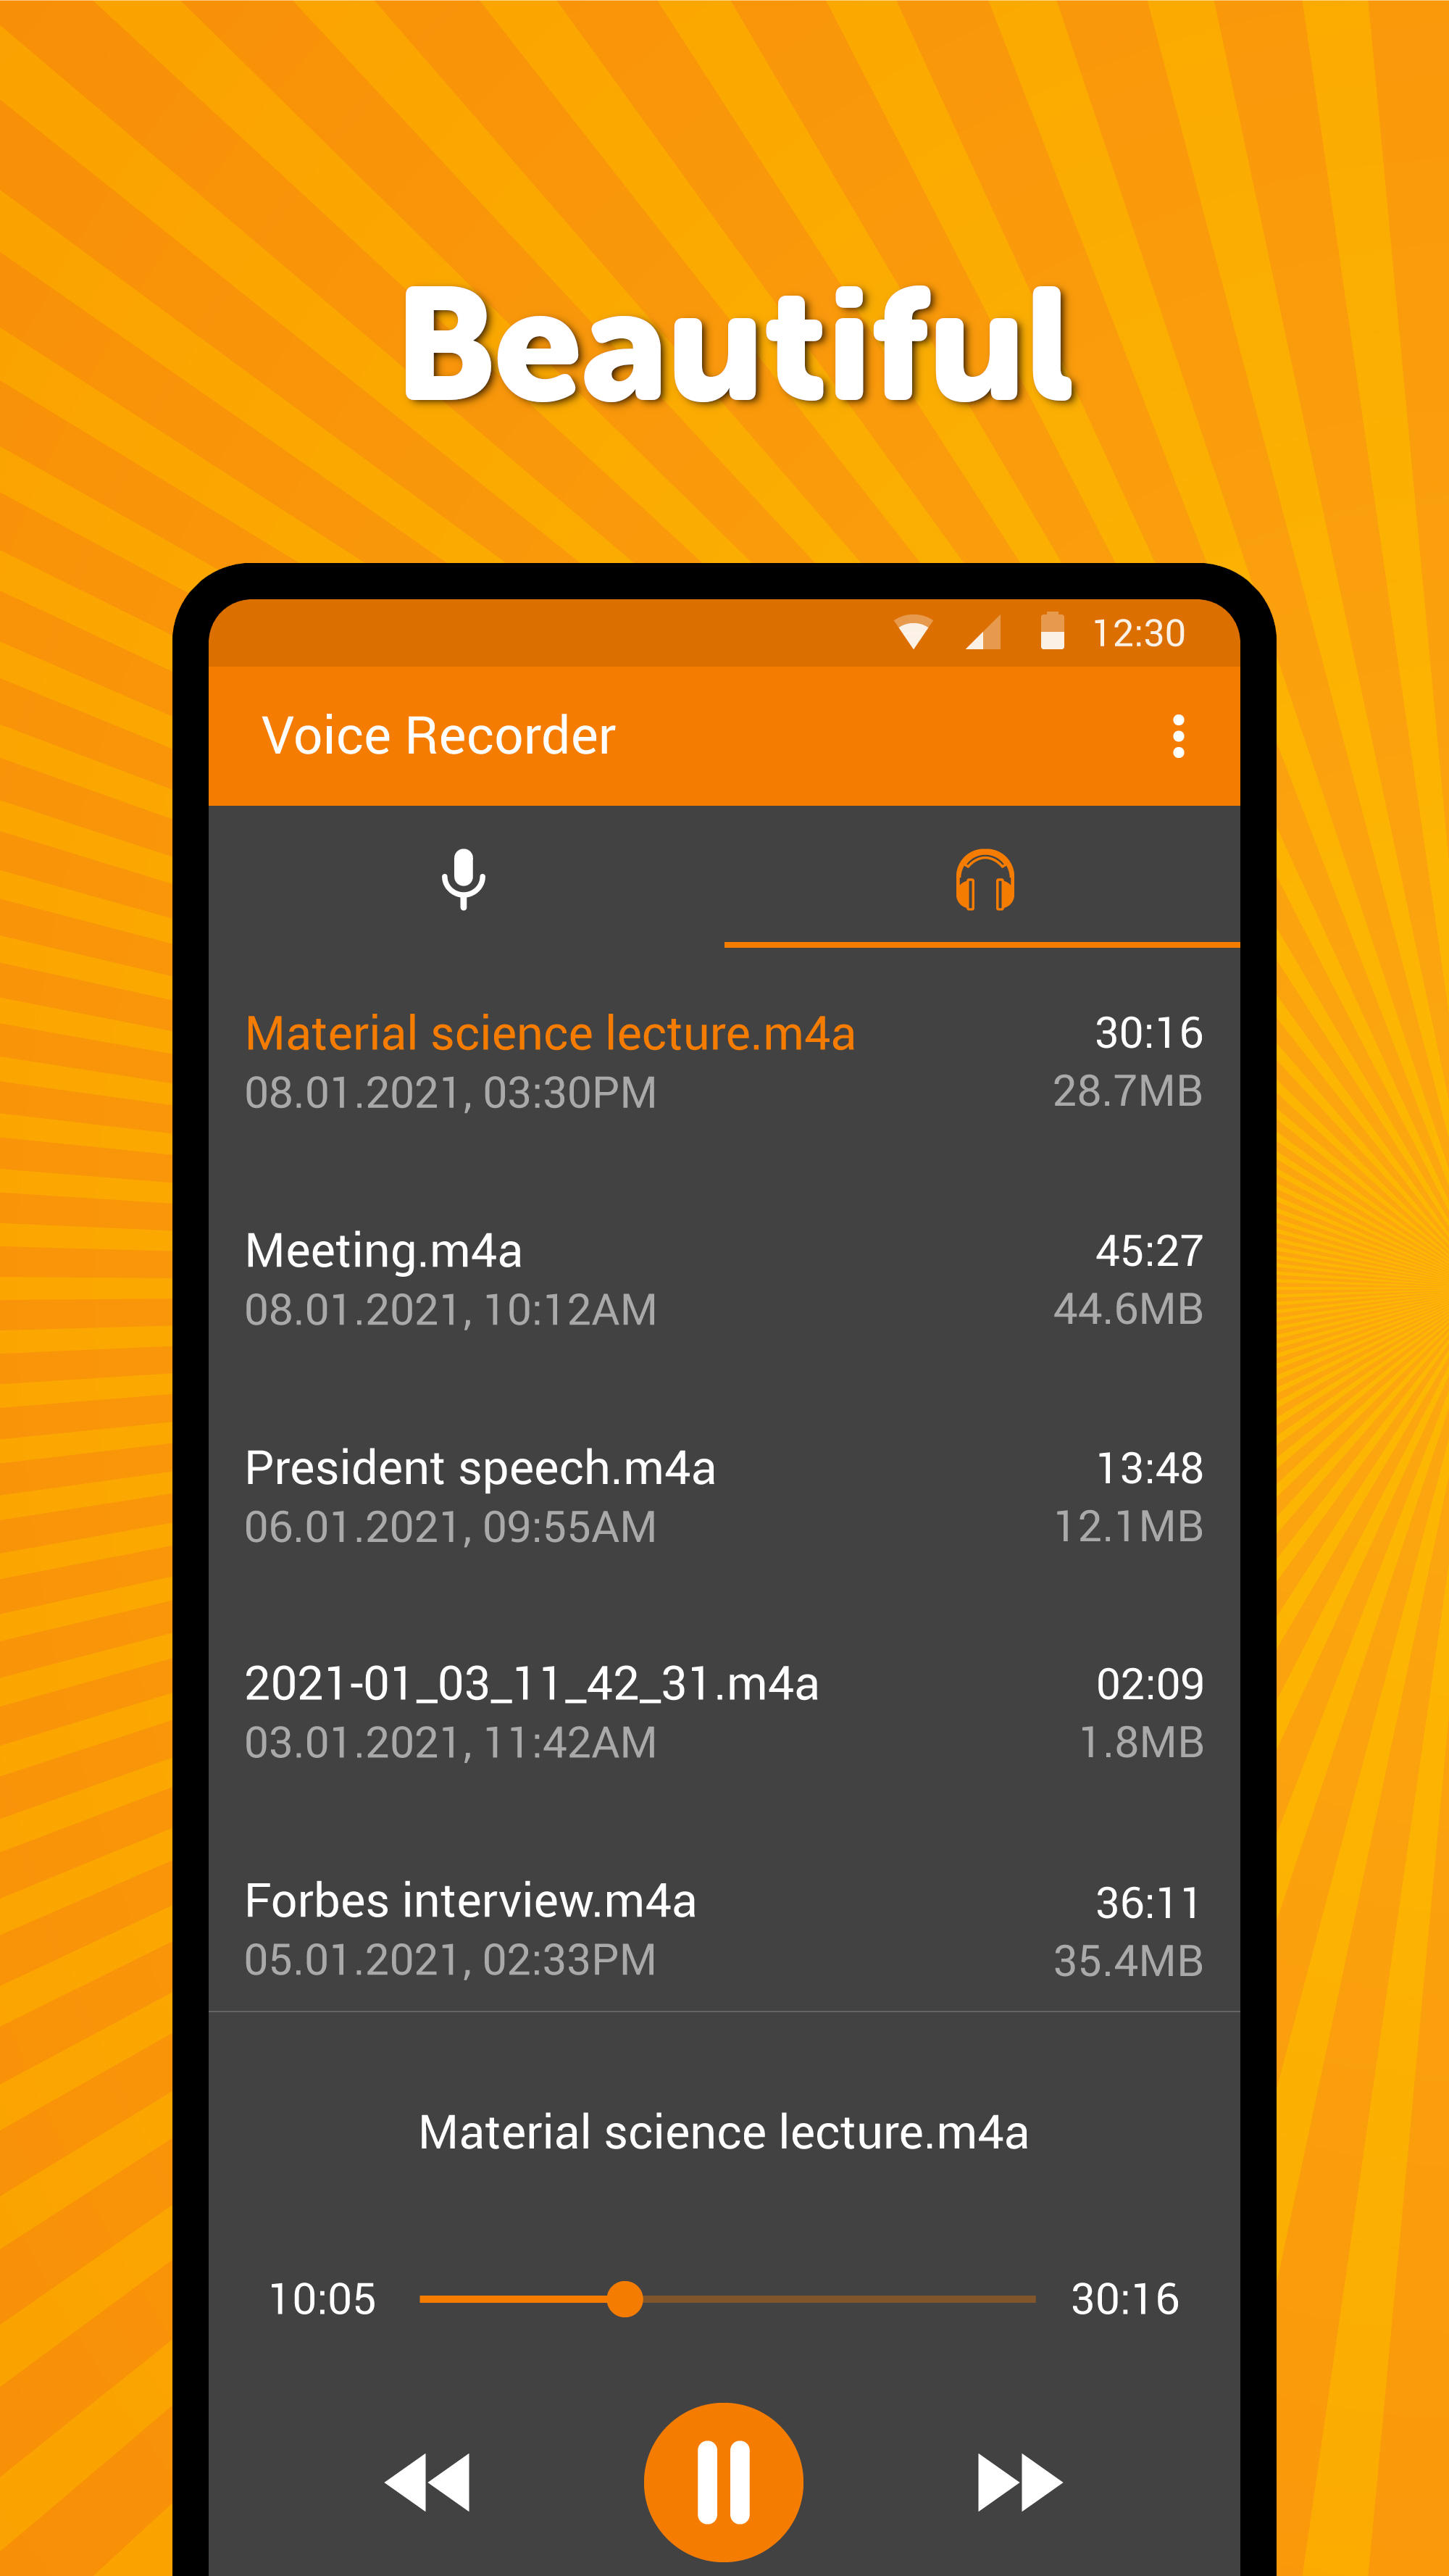 Beautiful
12:30
Voice Recorder
Material science lecture.m4a 30:16
08.01.2021, 03:30PM 28.7MB
Meeting.m4a 45:27
08.01.2021, 10:12AM 44.6MB
President speech.m4a 13:48
06.01.2021, 09:55AM 12.1MB
2021-01_03_11_42_31.m4a 02:09
03.01.2021, 11:42AM 1.8MB
Forbes interview.m4a 36:11
05.01.2021, 02:33PM 35.4MB
Material science lecture.m4a
10:05 30:16